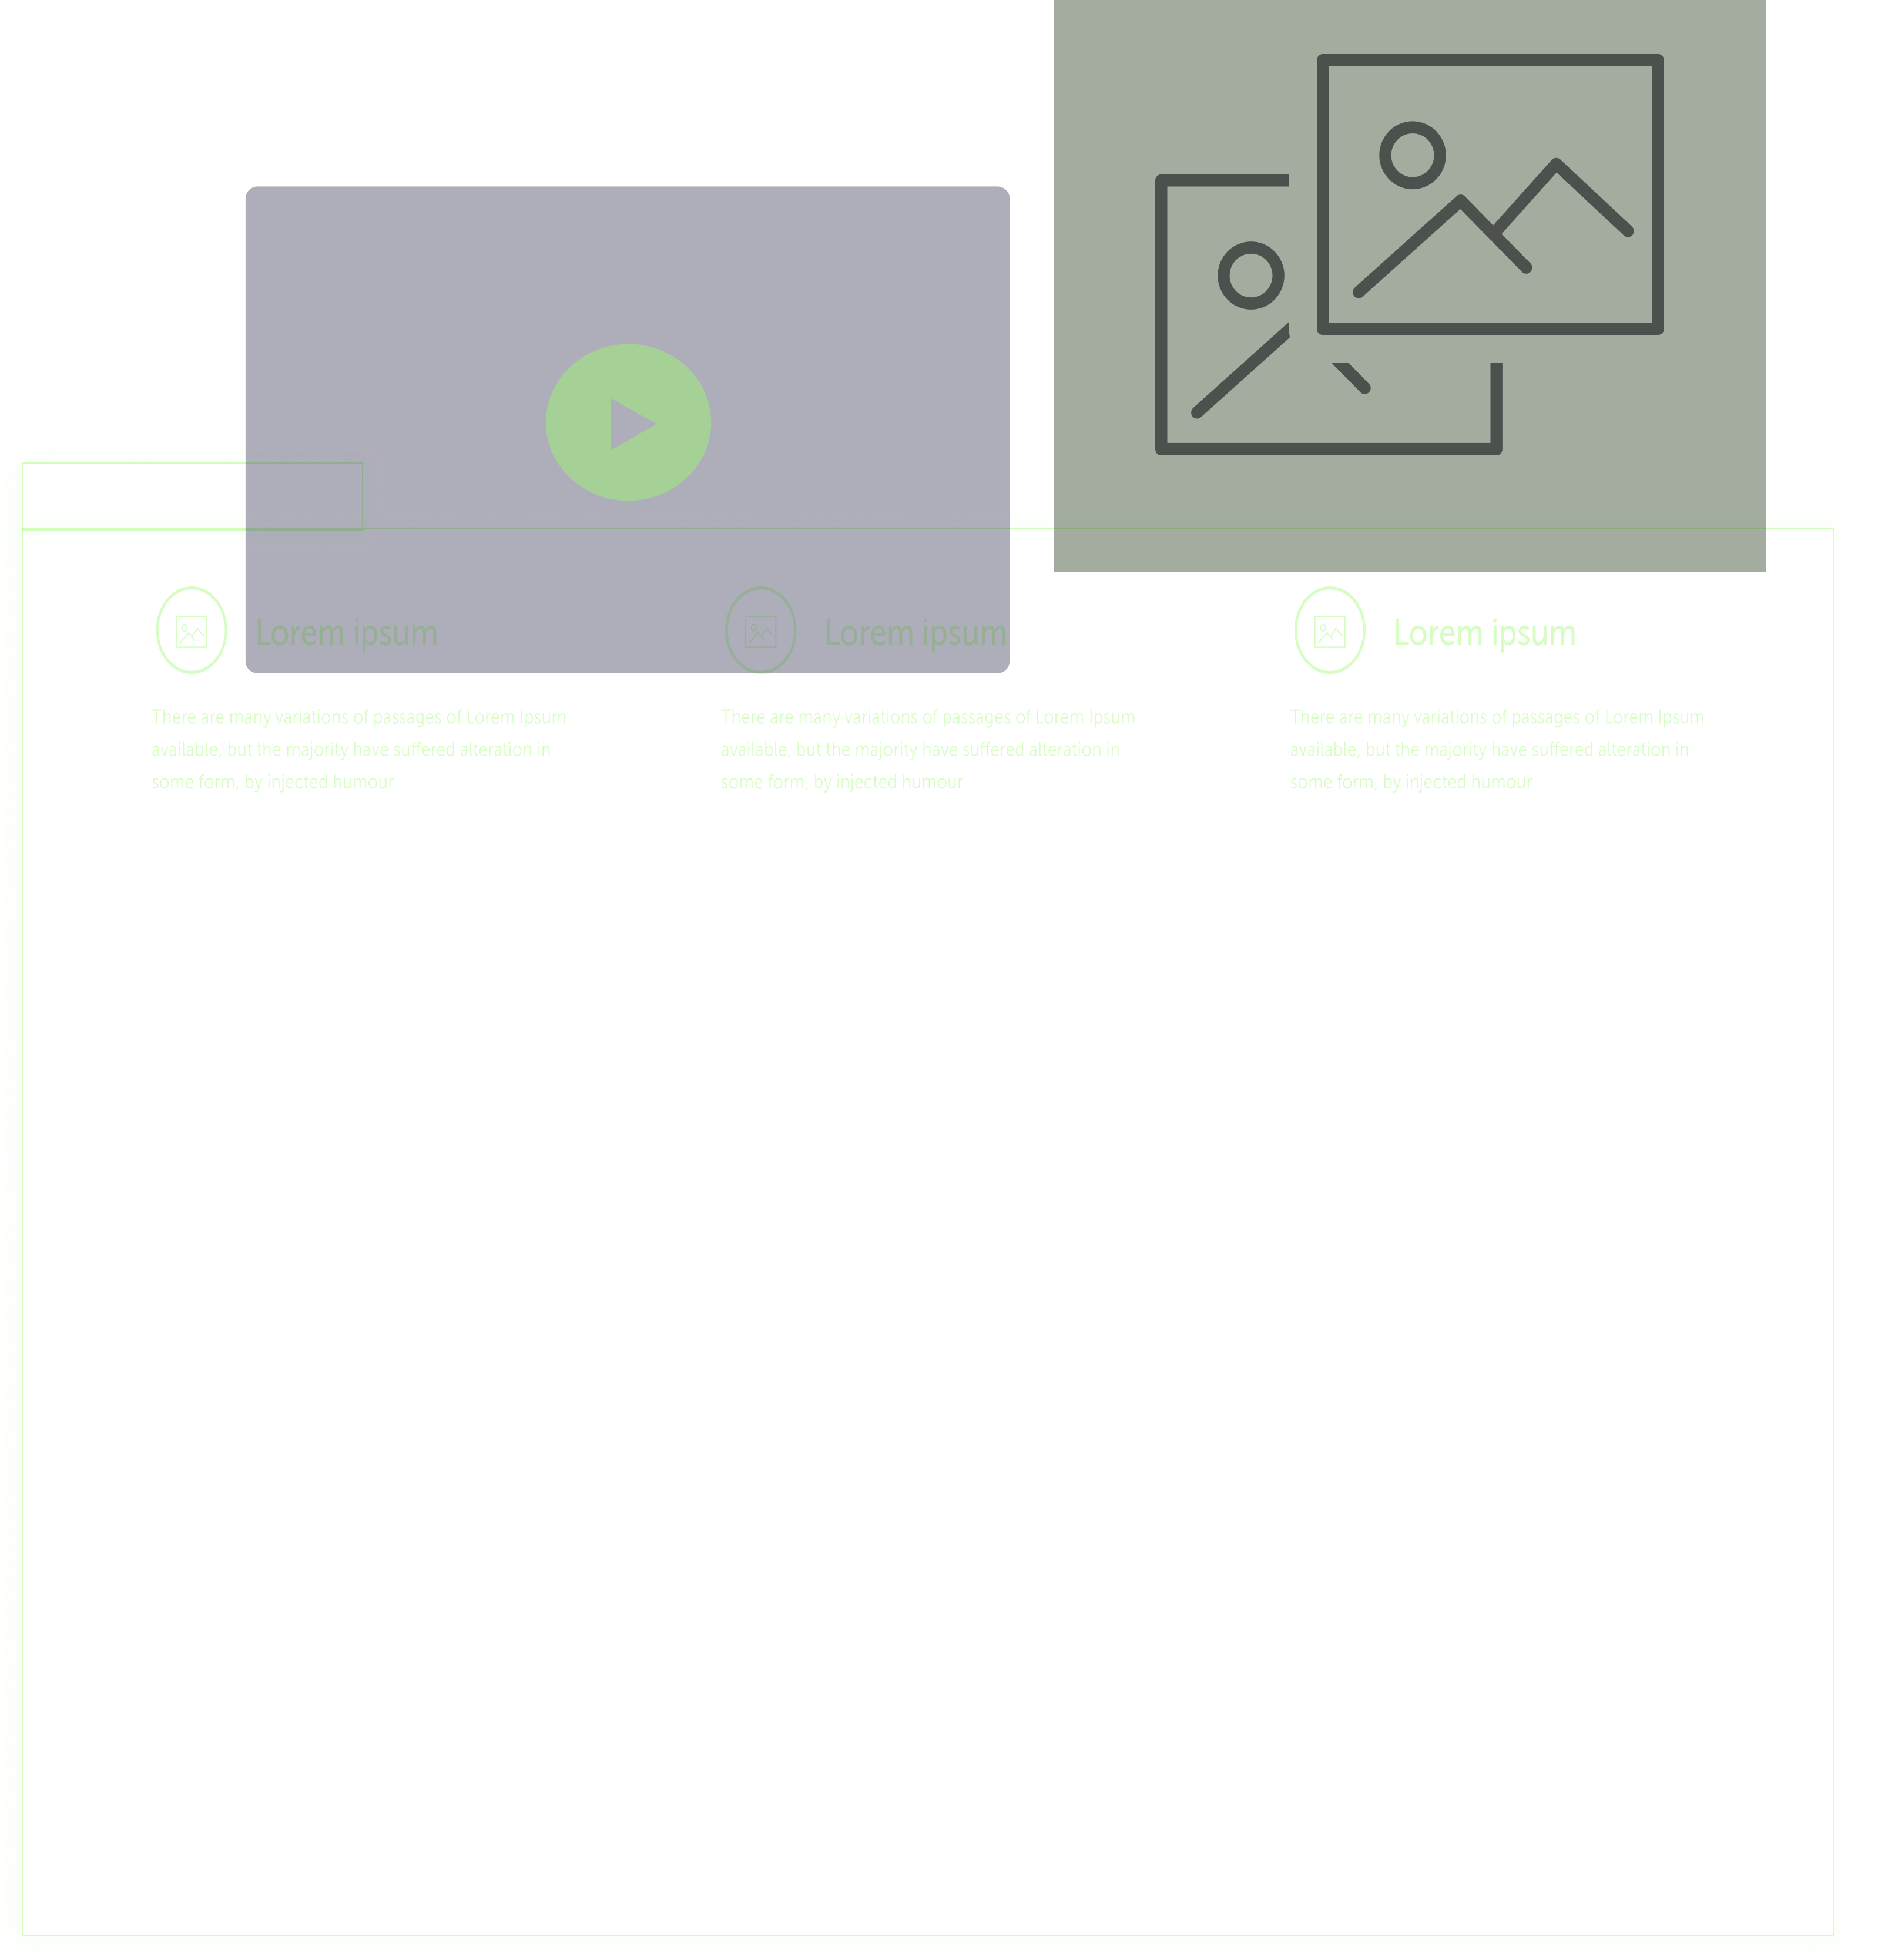 Lorem ipsum
There are many variations of passages of Lorem Ipsum
available, but the majority have suffered alteration in
some form, by injected humour
Lorem ipsum
There are many variations of passages of Lorem Ipsum
available, but the majority have suffered alteration in
some form, by injected humour
Lorem ipsum
There are many variations of passages of Lorem Ipsum
available, but the majority have suffered alteration in
some form, by injected humour